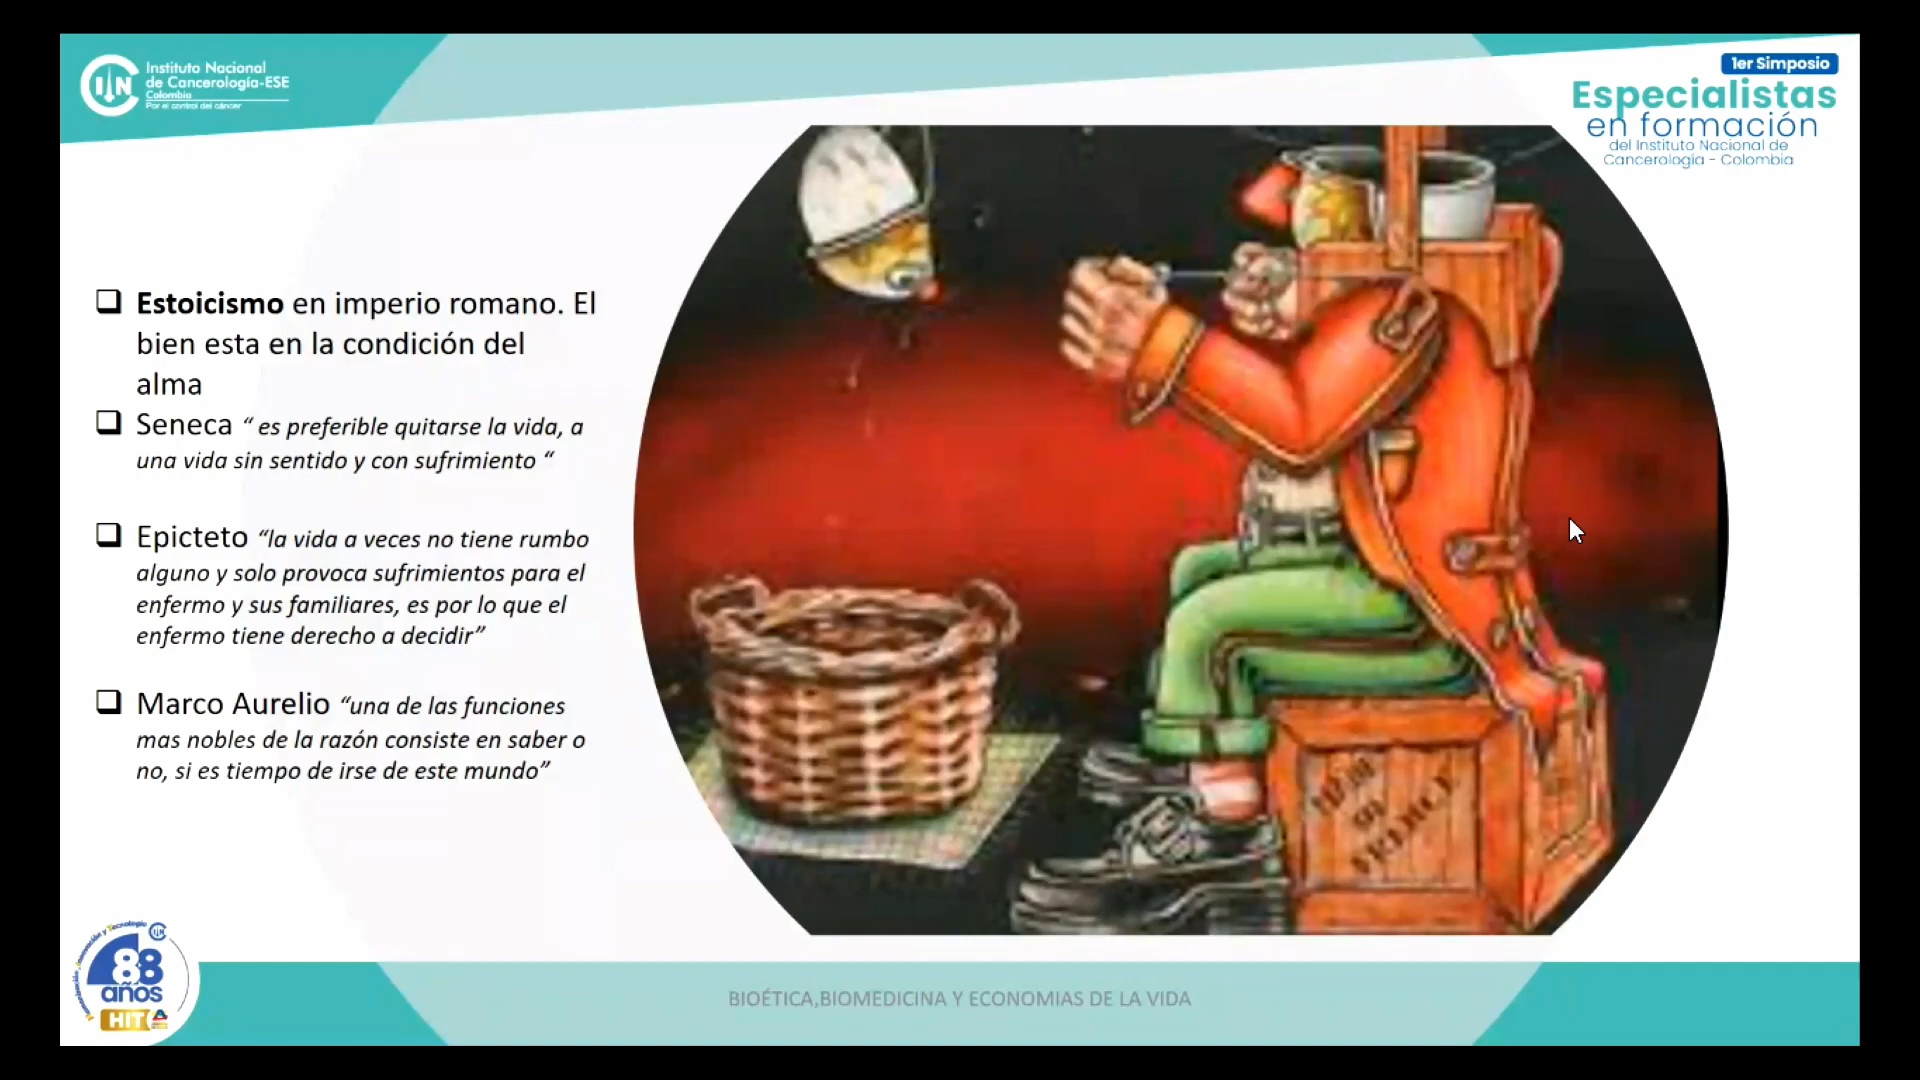 Instituto Nacional
de Cancerología-ESE
Colombia
Por el control del cáncer
1er Simposio
Especialistas
en formación
del Instituto Nacional de
Cancerología - Colombia
Estoicismo en imperio romano. El
bien esta en la condición del
alma
Seneca “ es preferible quitarse la vida, a
una vida sin sentido y con sufrimiento “
Epicteto “la vida a veces no tiene rumbo
alguno y solo provoca sufrimientos para el
enfermo y sus familiares, es por lo que el
enfermo tiene derecho a decidir”
Marco Aurelio “una de las funciones
mas nobles de la razón consiste en saber o
no, si es tiempo de irse de este mundo”
88
años
HIT
BIOÉTICA,BIOMEDICINA Y ECONOMIAS DE LA VIDA